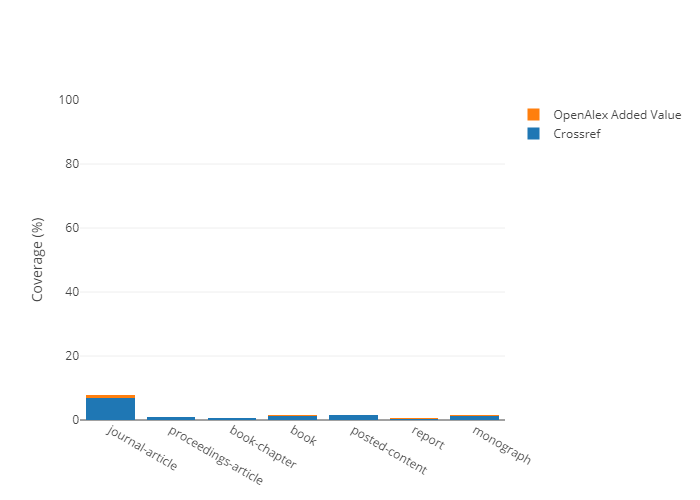 100
80
60
40
20
0
Coverage (%)
journal-article
proceedings-article
book-chapter
book
posted-content
report
monograph
OpenAlex Added Value
Crossref